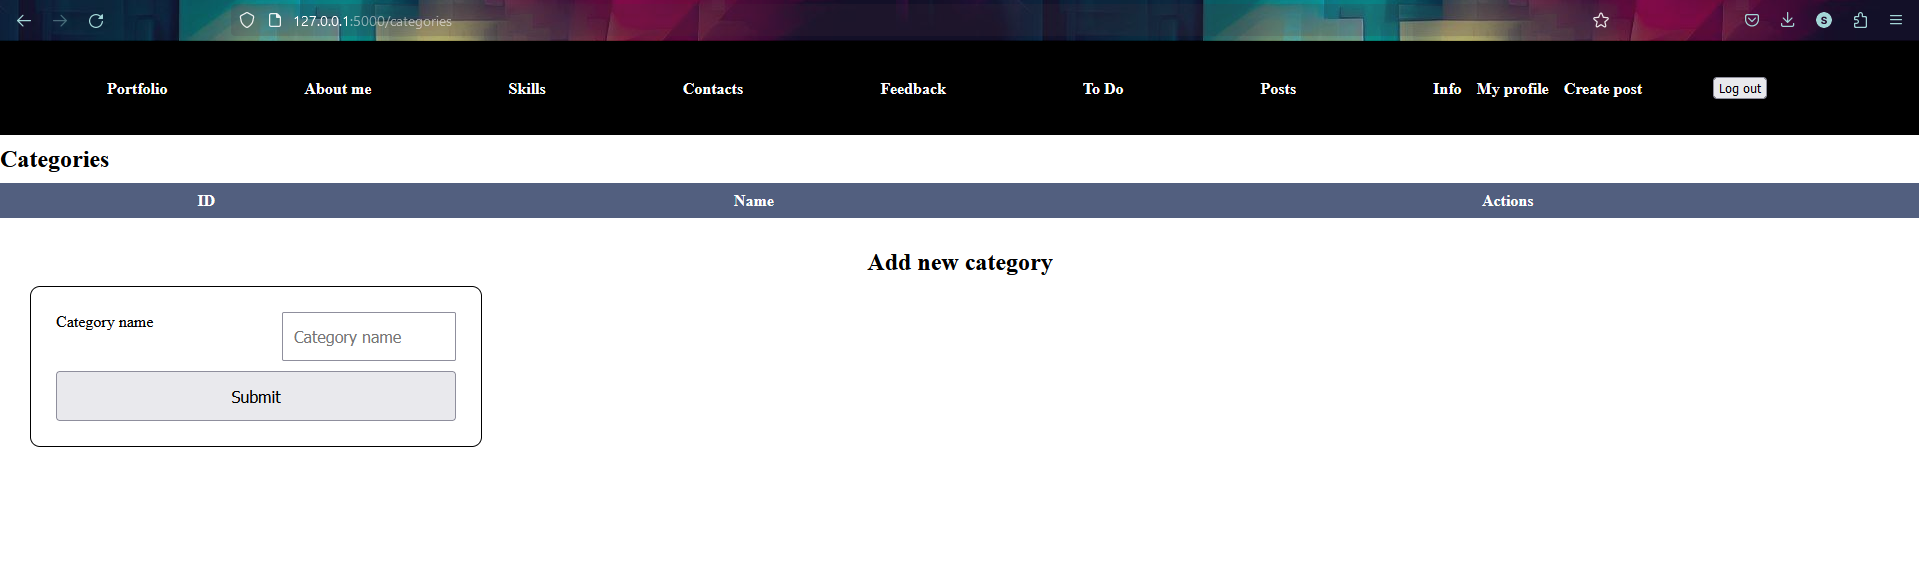 127.0.0.1:5000/categories
S
Portfolio About me Skills Contacts Feedback To Do Posts Info My profile Create post Log out
Categories
ID Name Actions
Add new category
Category name Category name
Submit